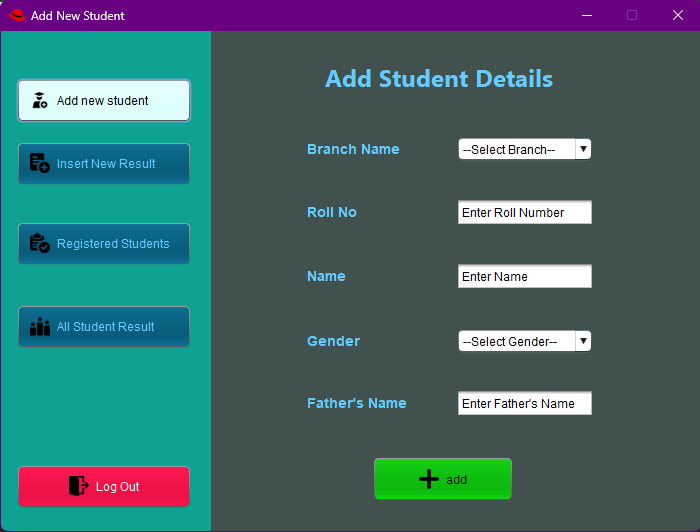 Add New Student
Add new student
Insert New Result
Registered Students
All Student Result
Log Out
Add Student Details
Branch Name --Select Branch--
Roll No Enter Roll Number
Name Enter Name
Gender --Select Gender--
Father's Name Enter Father's Name
add